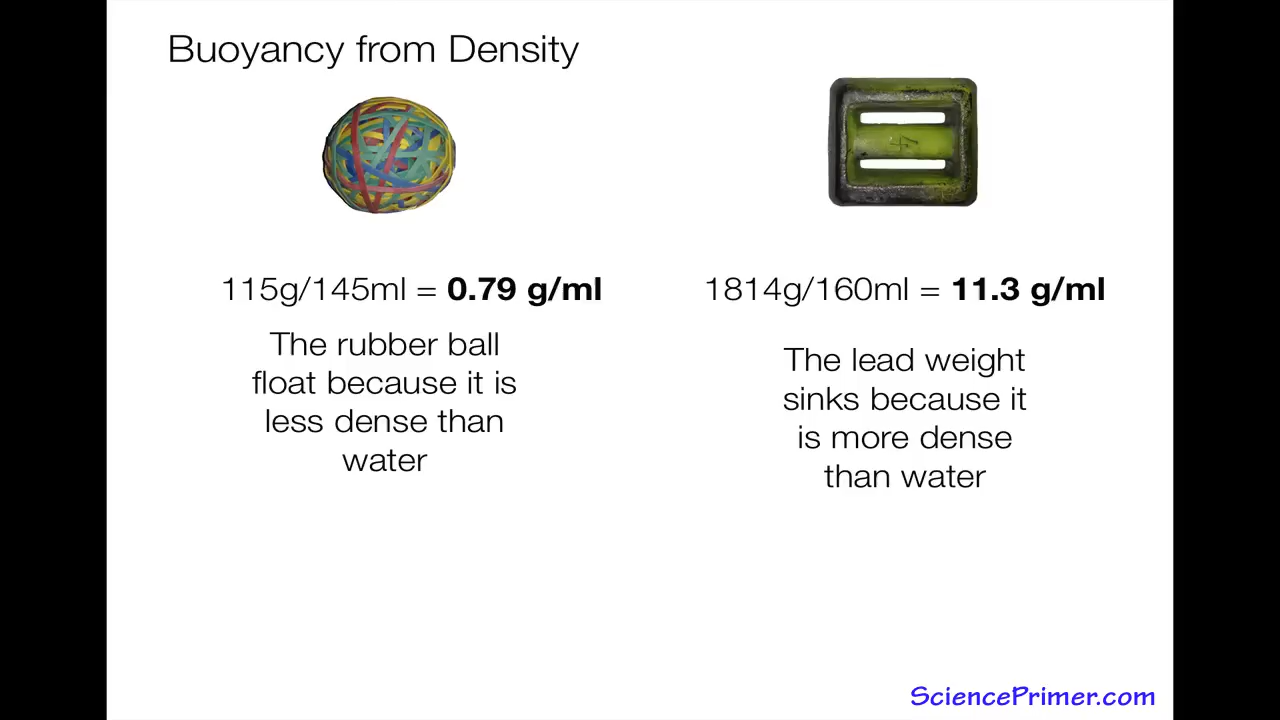 Buoyancy from Density
115g/145ml = 0.79 g/ml
The rubber ball
float because it is
less dense than
water
1814g/160ml = 11.3 g/ml
The lead weight
sinks because it
is more dense
than water
SciencePrimer.com